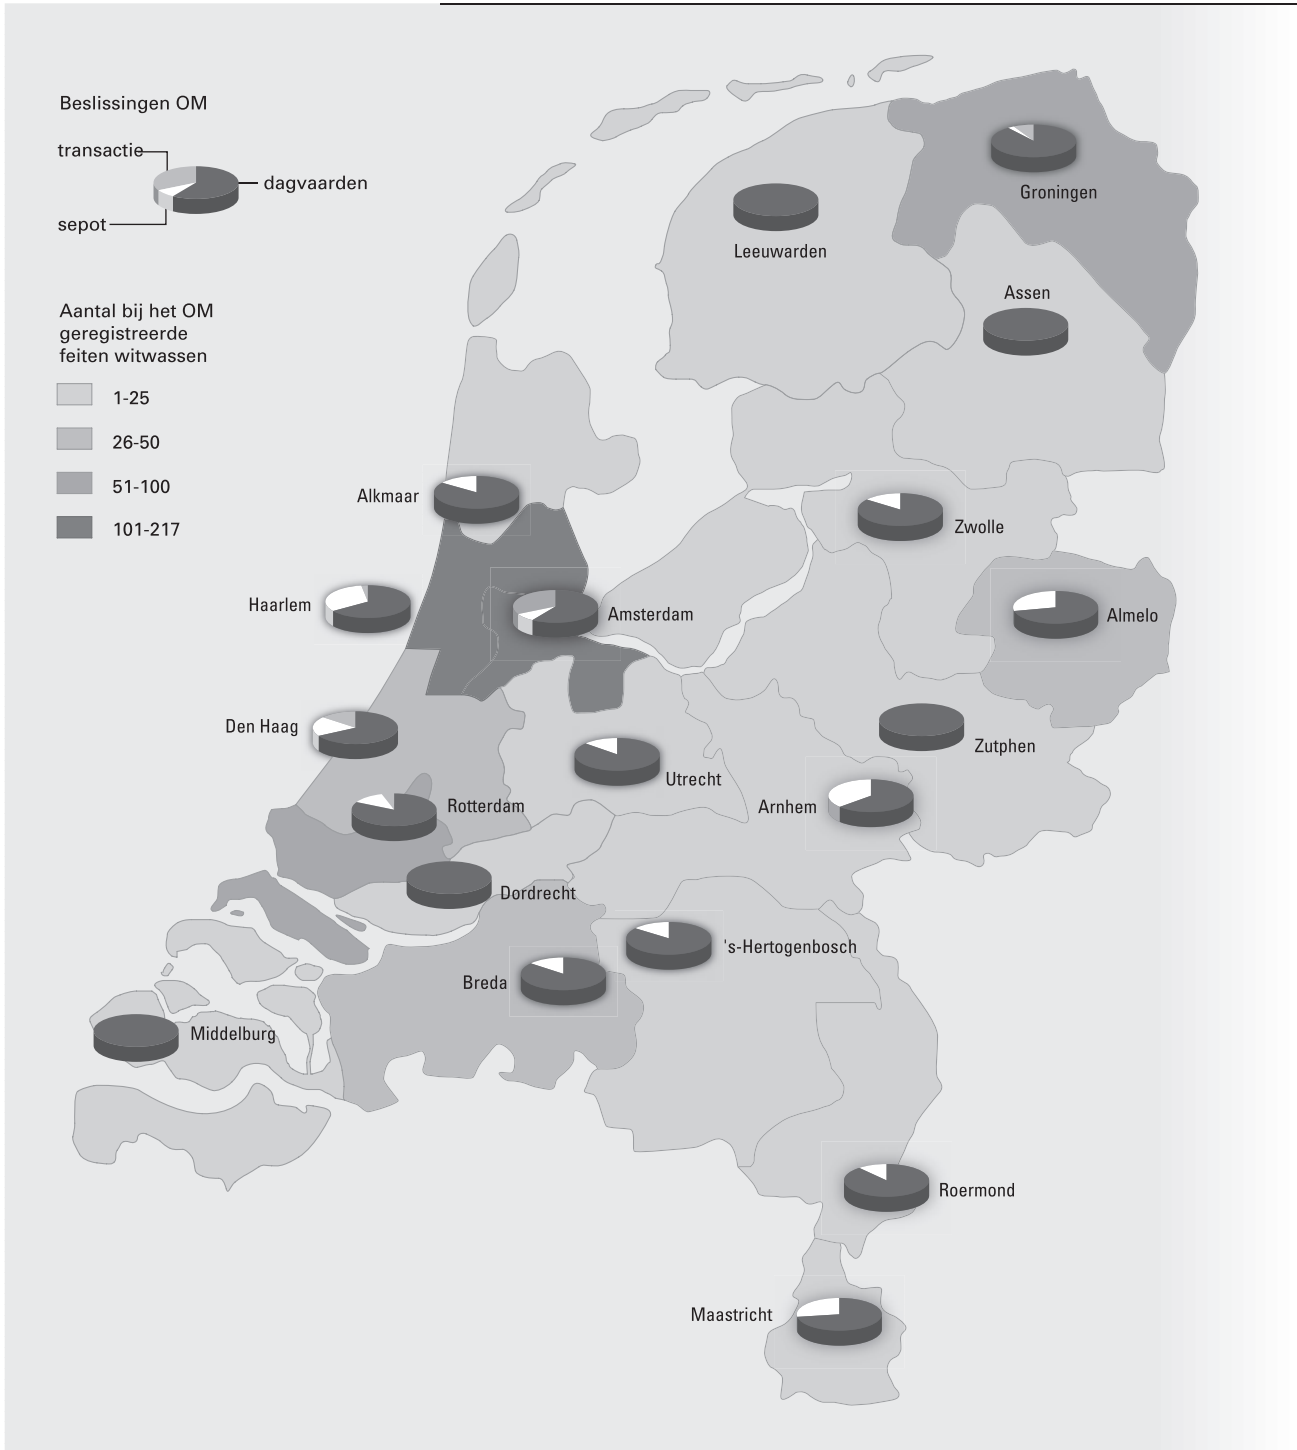 Beslissingen OM
transactie
dagvaarden
sepot
Aantal bij het OM
geregistreerde
feiten witwassen
1-25
26-50
51-100
101-217
Groningen
Leeuwarden
Assen
Alkmaar
Zwolle
Haarlem
Amsterdam
Almelo
Den Haag
Zutphen
Utrecht
Arnhem
Rotterdam
Dordrecht
's-Hertogenbosch
Breda
Middelburg
Roermond
Maastricht